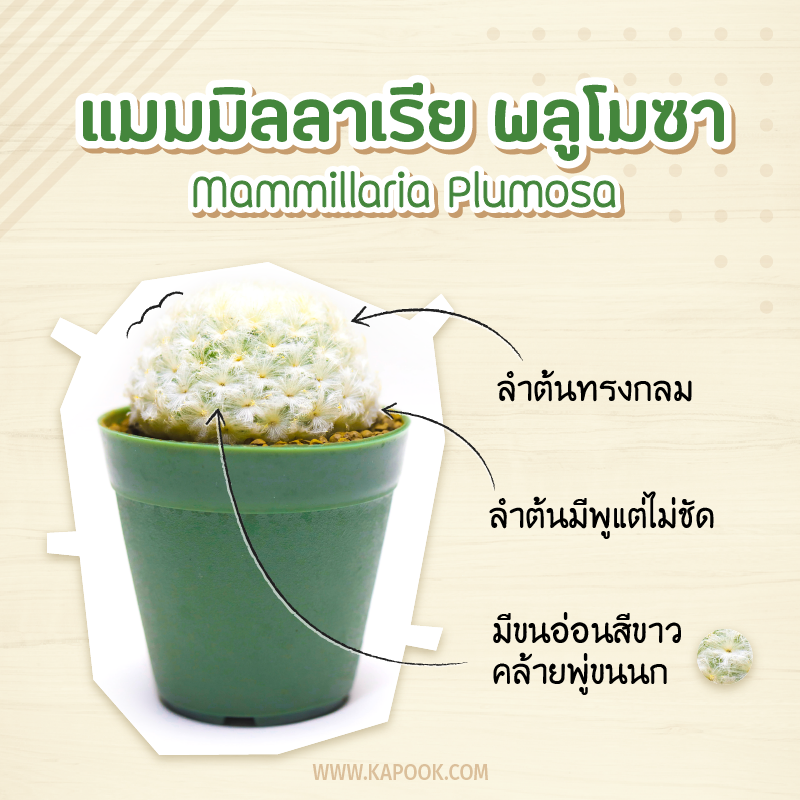 แมมมิลลาเรีย พลูโมซา
Mammillaria Plumosa
ลำต้นทรงกลม
ลำต้นมีพูแต่ไม่ชัด
มีขนอ่อนสีขาว
คล้ายพู่ขนนก
WWW.KAPOOK.COM